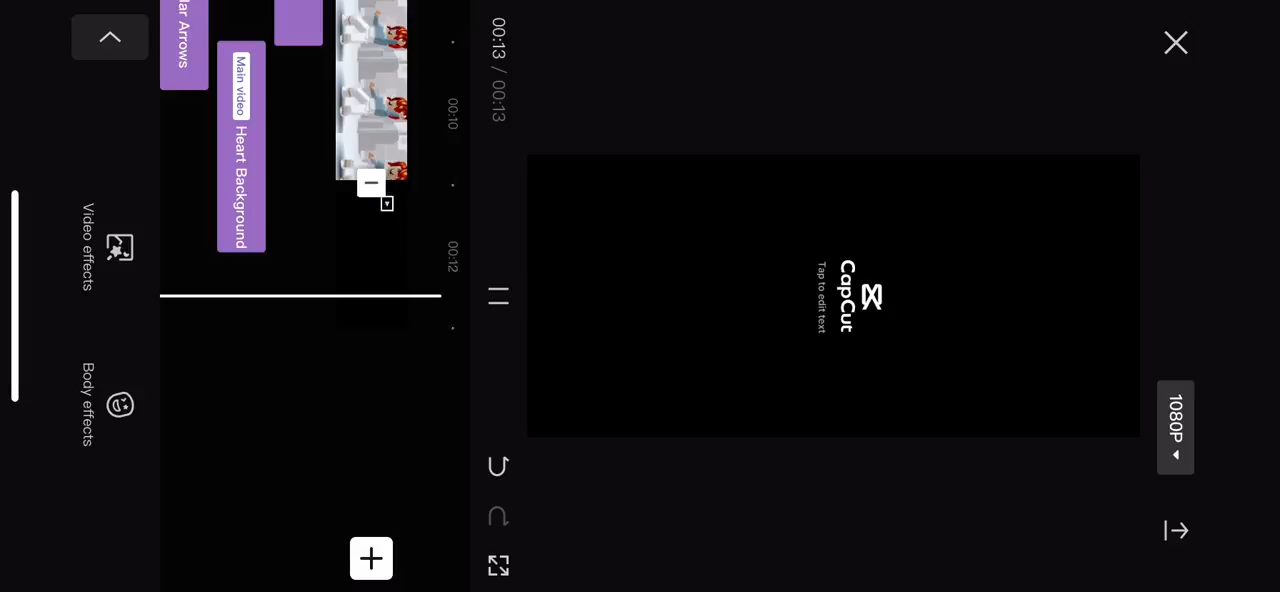 1080P
CapCut
Tap to edit text
00:13 / 00:13
00:10
00:12
Main video Heart Background
lar Arrows
Video effects
Body effects